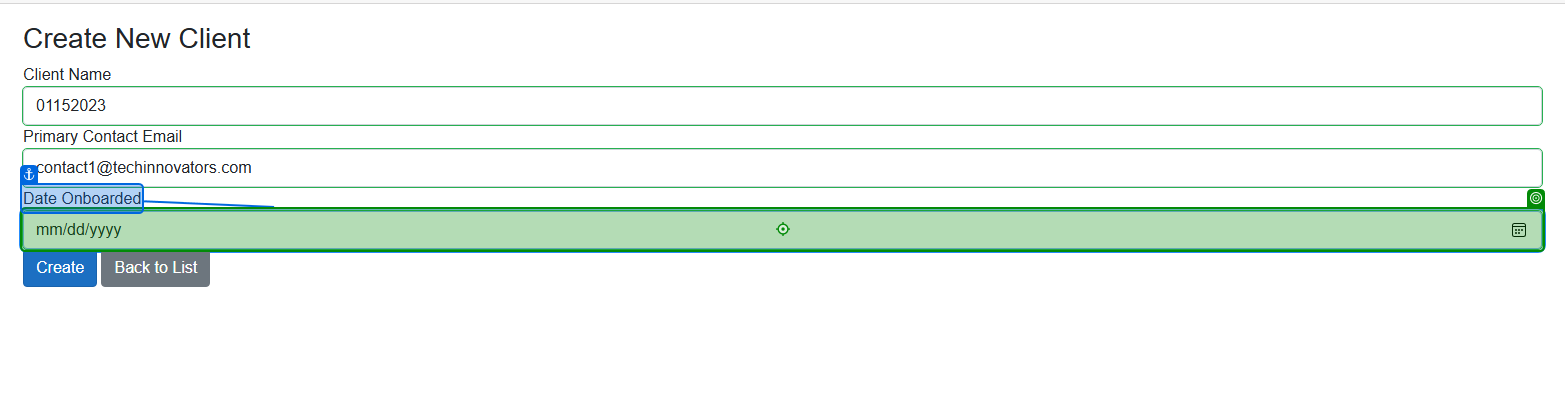 Create New Client
Client Name
01152023
Primary Contact Email
contact1@techinnovators.com
Date Onboarded
mm/dd/yyyy
Create Back to List